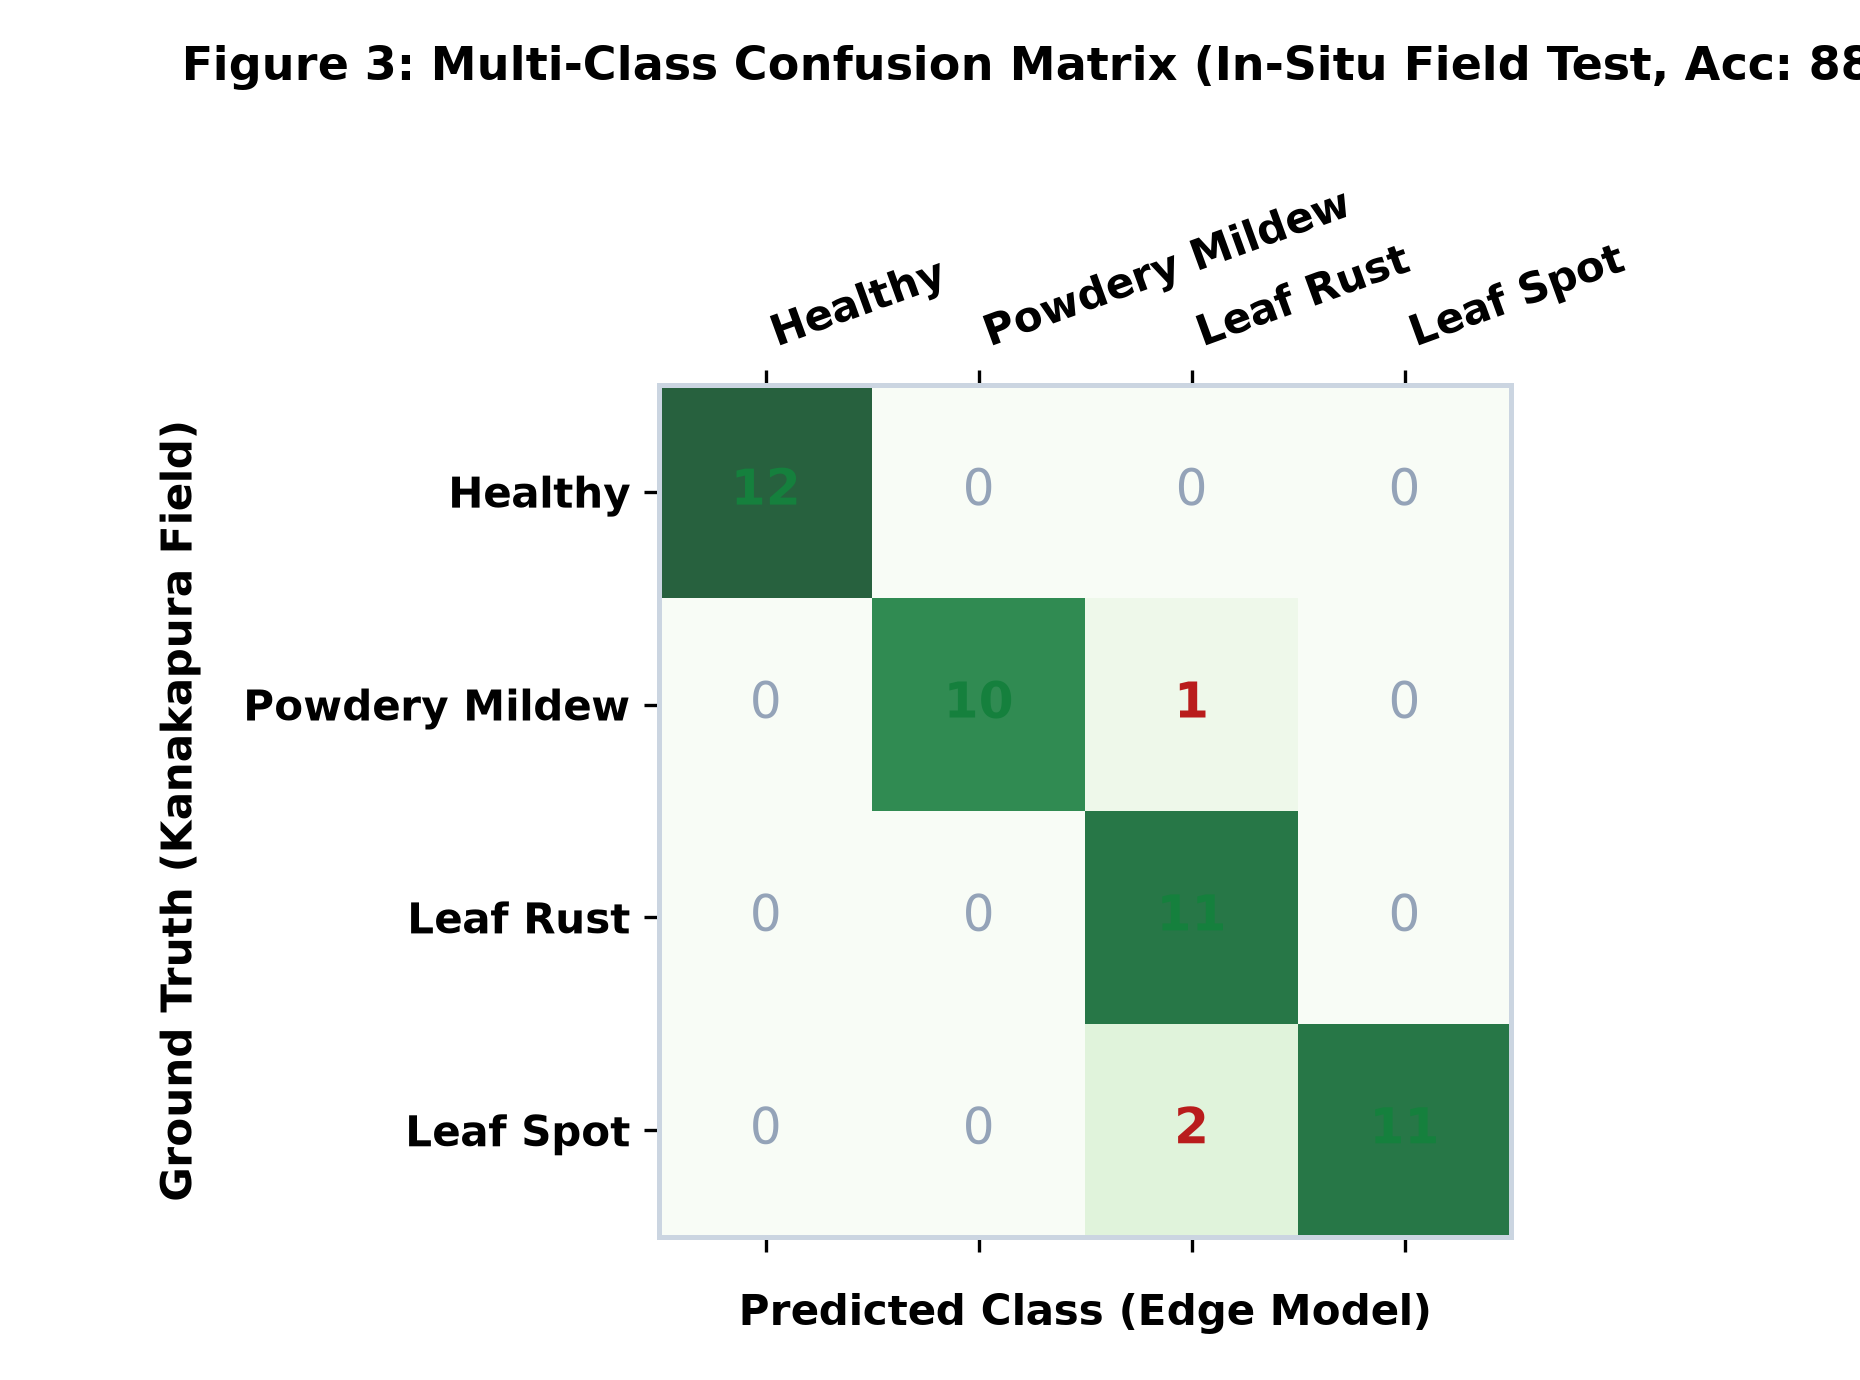 Figure 3: Multi-Class Confusion Matrix (In-Situ Field Test, Acc: 88
Healthy
Powdery Mildew
Leaf Rust
Leaf Spot
Ground Truth (Kanakapura Field)
Healthy 12 0 0 0
Powdery Mildew 0 10 1 0
Leaf Rust 0 0 11 0
Leaf Spot 0 0 2 11
Predicted Class (Edge Model)